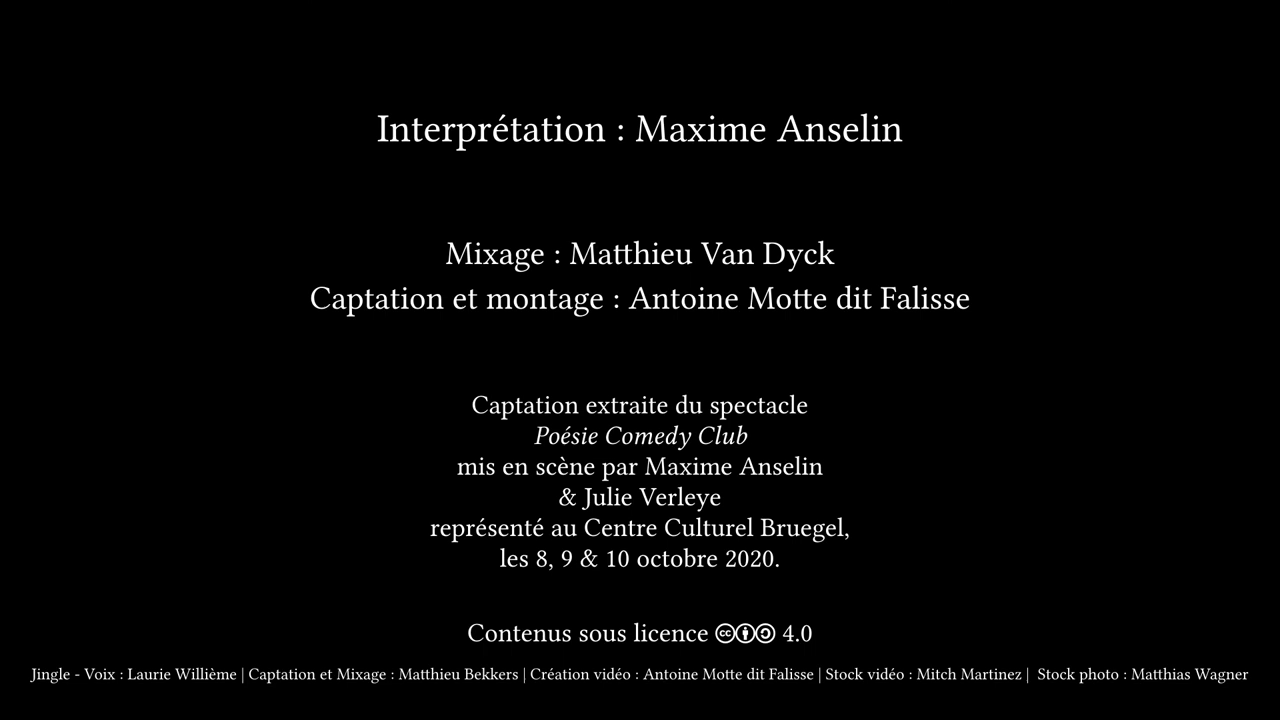 Interprétation : Maxime Anselin
Mixage : Matthieu Van Dyck
Captation et montage : Antoine Motte dit Falisse
Captation extraite du spectacle
Poésie Comedy Club
mis en scène par Maxime Anselin
& Julie Verleye
représenté au Centre Culturel Bruegel,
les 8, 9 & 10 octobre 2020.
Contenus sous licence 🅭🅯🄎 4.0
Jingle - Voix : Laurie Willième | Captation et Mixage : Matthieu Bekkers | Création vidéo : Antoine Motte dit Falisse | Stock vidéo : Mitch Martinez | Stock photo : Matthias Wagner